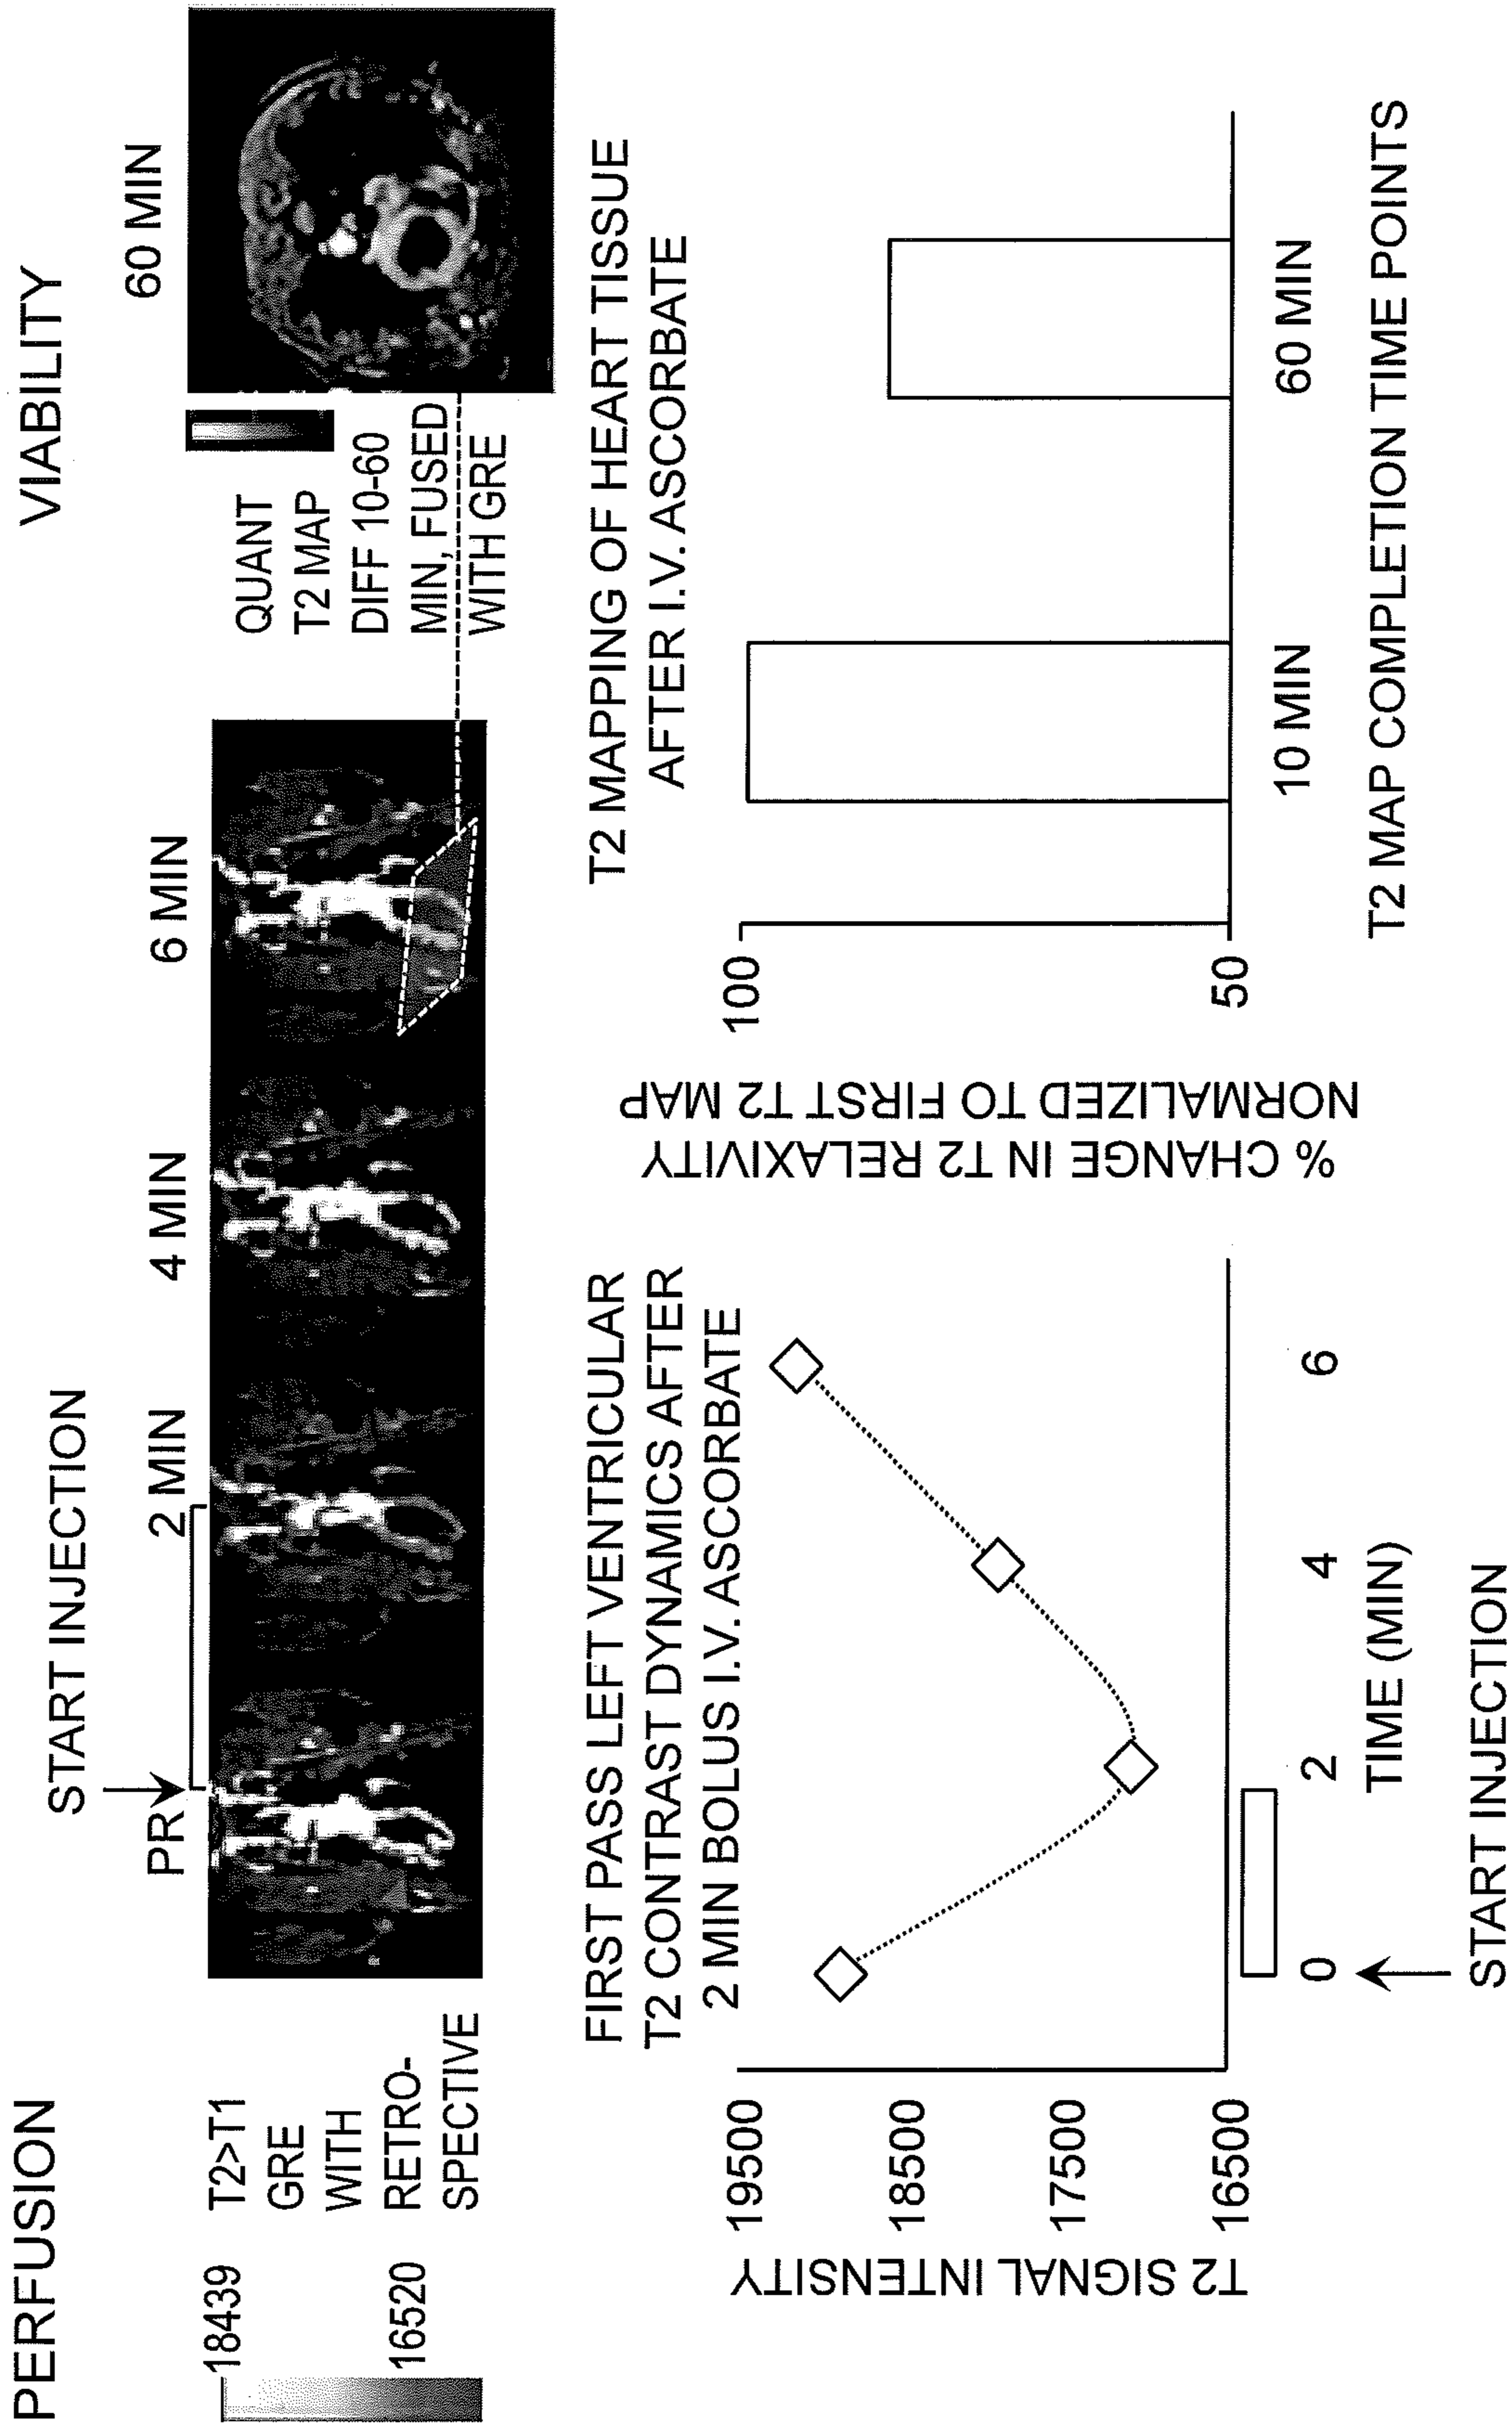 PERFUSION
START INJECTION
PR
2 MIN
4 MIN
6 MIN
18439
16520
T2>T1
GRE
WITH
RETRO-
SPECTIVE
VIABILITY
60 MIN
QUANT
T2 MAP
DIFF 10-60
MIN, FUSED
WITH GRE
FIRST PASS LEFT VENTRICULAR
T2 CONTRAST DYNAMICS AFTER
2 MIN BOLUS I.V. ASCORBATE
T2 SIGNAL INTENSITY
19500
18500
17500
16500
0
2
4
6
TIME (MIN)
START INJECTION
T2 MAPPING OF HEART TISSUE
AFTER I.V. ASCORBATE
% CHANGE IN T2 RELAXIVITY
NORMALIZED TO FIRST T2 MAP
100
50
10 MIN
60 MIN
T2 MAP COMPLETION TIME POINTS